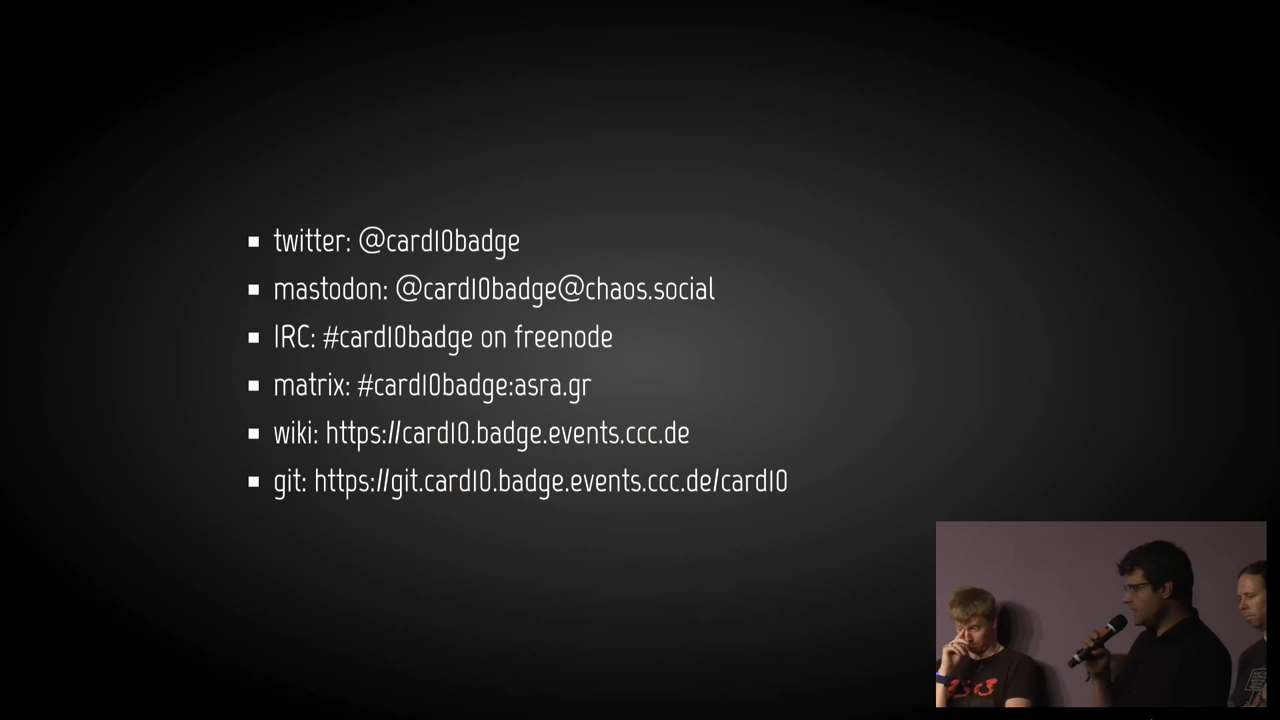 twitter: @card10badge
mastodon: @card10badge@chaos.social
IRC: #card10badge on freenode
matrix: #card10badge:asra.gr
wiki: https://card10.badge.events.ccc.de
git: https://git.card10.badge.events.ccc.de/card10